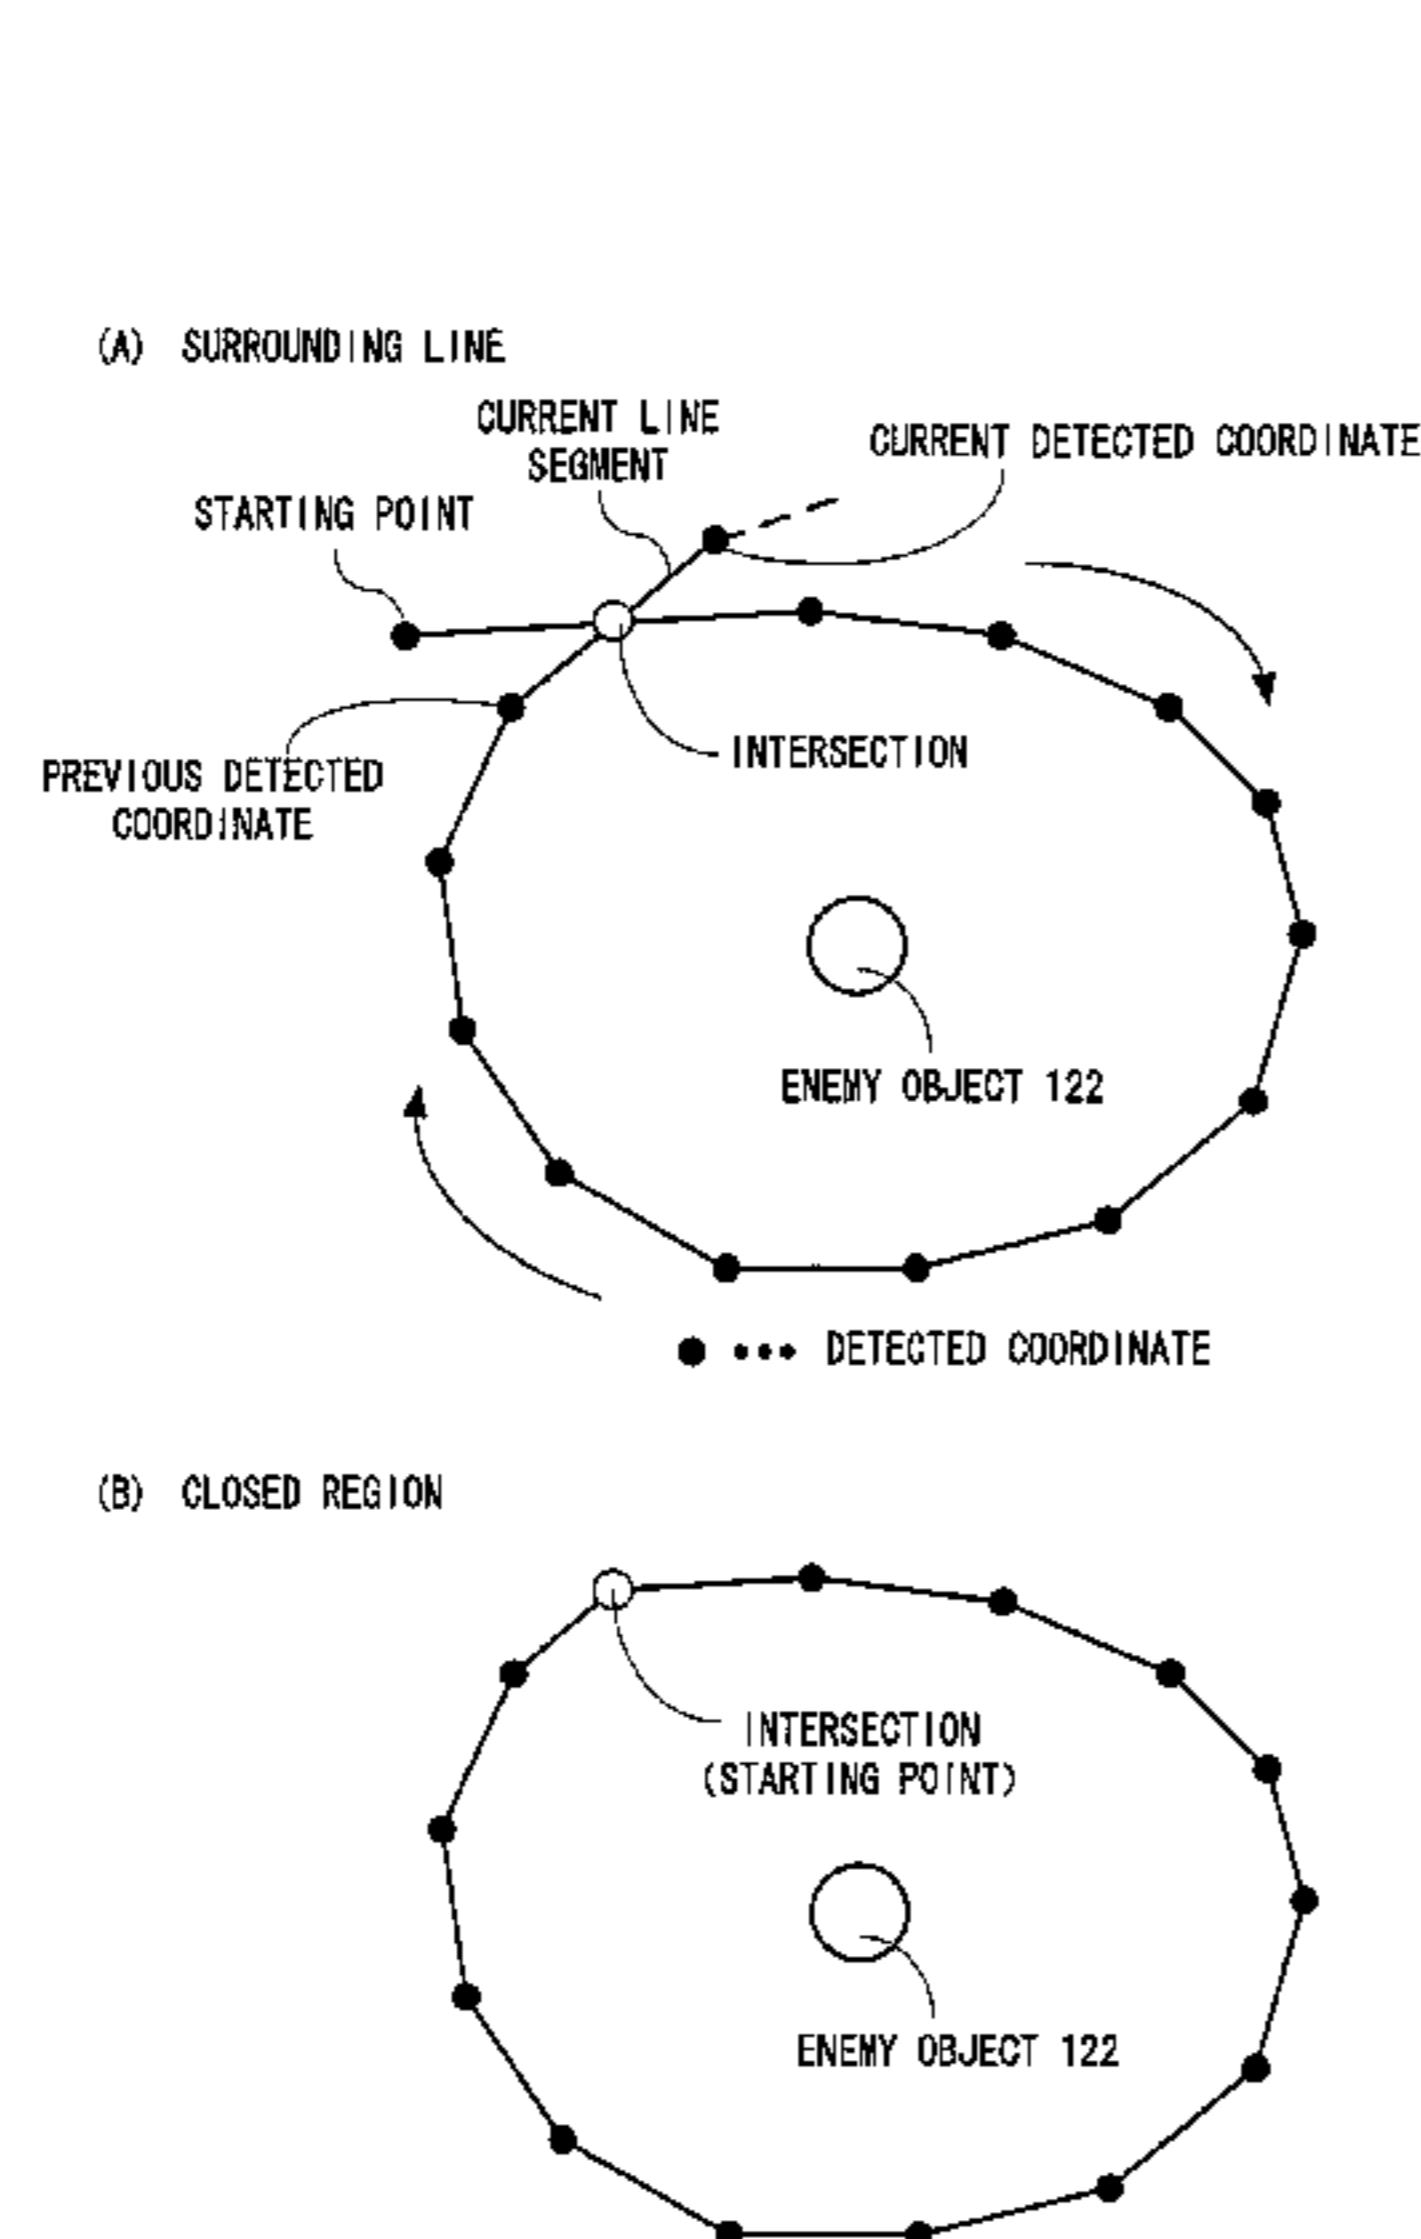 (A) SURROUNDING LINE
CURRENT LINE
SEGMENT
CURRENT DETECTED COORDINATE
STARTING POINT
INTERSECTION
PREVIOUS DETECTED
COORDINATE
ENEMY OBJECT 122
● ••• DETECTED COORDINATE
(B) CLOSED REGION
INTERSECTION
(STARTING POINT)
ENEMY OBJECT 122